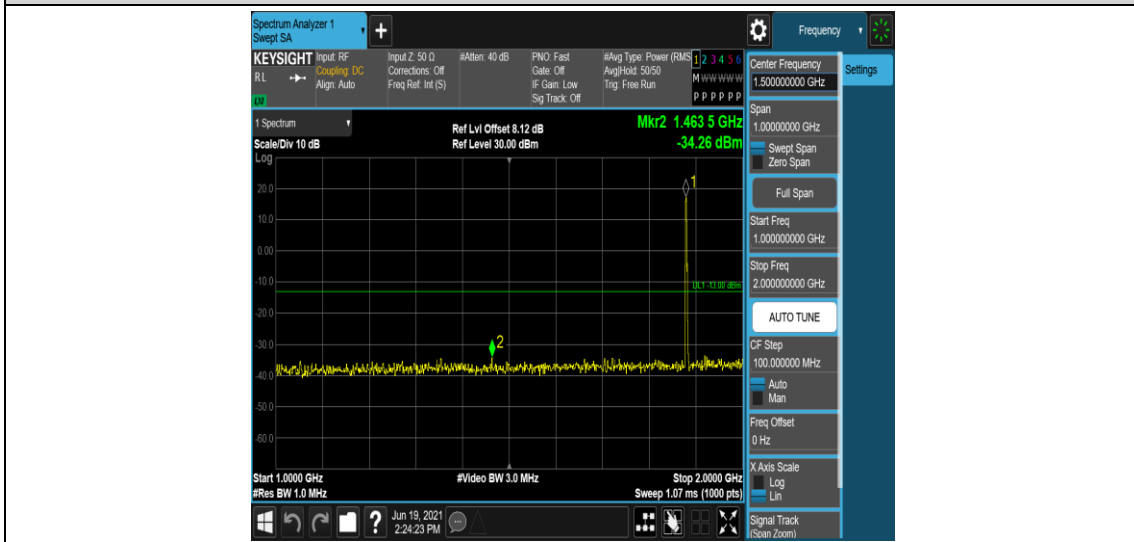 Spectrum Analyzer 1
Swept SA
+
Frequency
KEYSIGHT
RL
Input: RF
Coupling: DC
Align: Auto
Input Z: 50 Ω
Corrections: Off
Freq Ref: Int (S)
#Atten: 40 dB
PNO: Fast
Gate: Off
IF Gain: Low
Sig Track: Off
#Avg Type: Power (RMS
Avg|Hold: 50/50
Trig: Free Run
1 2 3 4 5 6
M W W W W W
P P P P P P
1 Spectrum
Scale/Div 10 dB
Log
Ref Lvl Offset 8.12 dB
Ref Level 30.00 dBm
Mkr2 1.463 5 GHz
-34.26 dBm
20.0
10.0
0.00
-10.0
-20.0
-30.0
-40.0
-50.0
-60.0
1
DL1 -13.00 dBm
2
Start 1.0000 GHz
#Res BW 1.0 MHz
#Video BW 3.0 MHz
Stop 2.0000 GHz
Sweep 1.07 ms (1000 pts)
?
Jun 19, 2021
2:24:23 PM
Center Frequency
1.500000000 GHz
Settings
Span
1.00000000 GHz
Swept Span
Zero Span
Full Span
Start Freq
1.000000000 GHz
Stop Freq
2.000000000 GHz
AUTO TUNE
CF Step
100.000000 MHz
Auto
Man
Freq Offset
0 Hz
X Axis Scale
Log
Lin
Signal Track
(Span Zoom)